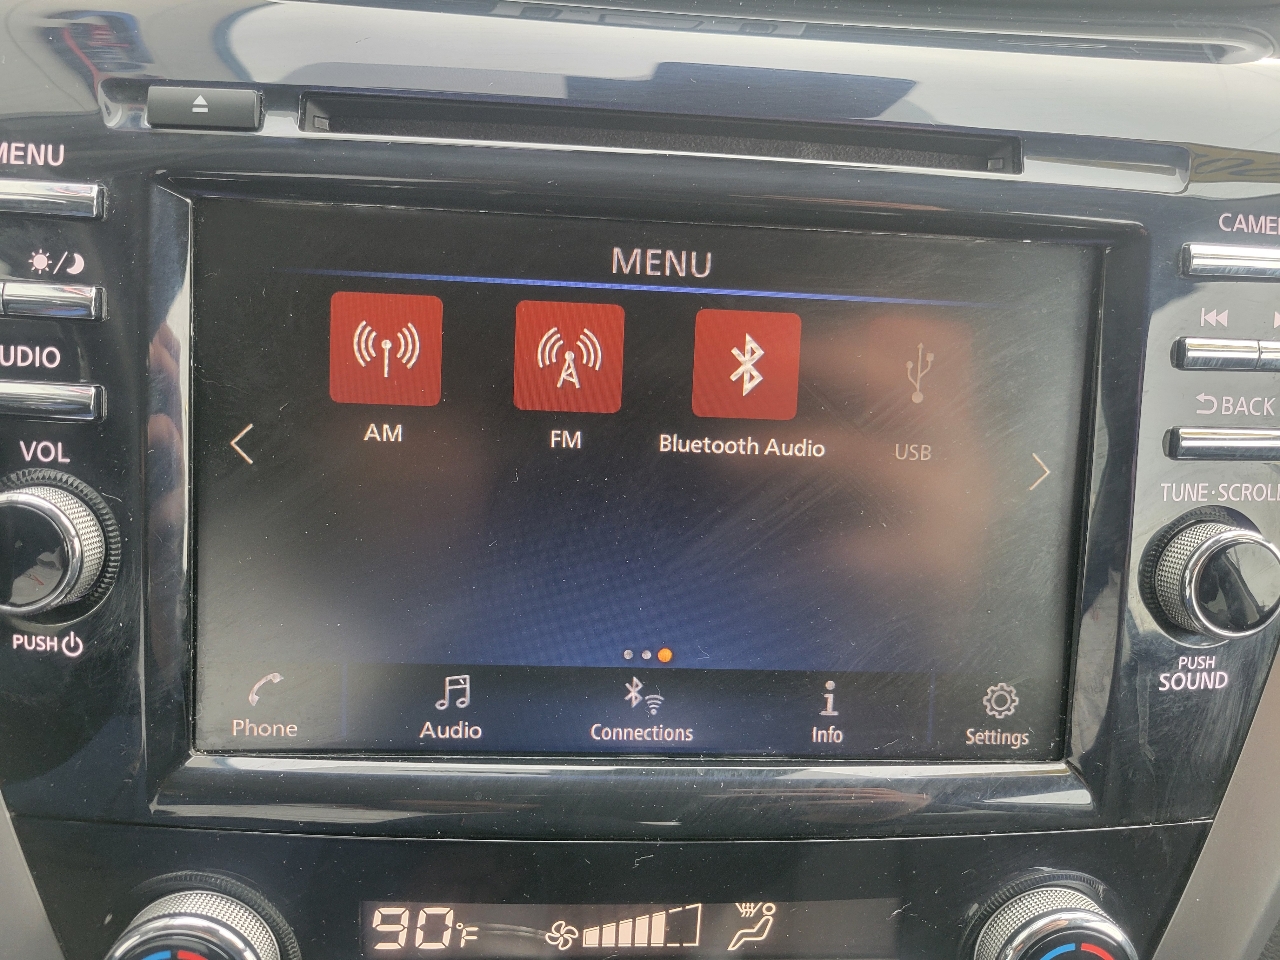 MENU
UDIO
VOL
PUSH
MENU
AM
FM
Bluetooth Audio
USB
Phone
Audio
Connections
Info
Settings
CAMER
BACK
TUNE·SCROLL
PUSH
SOUND
90°F